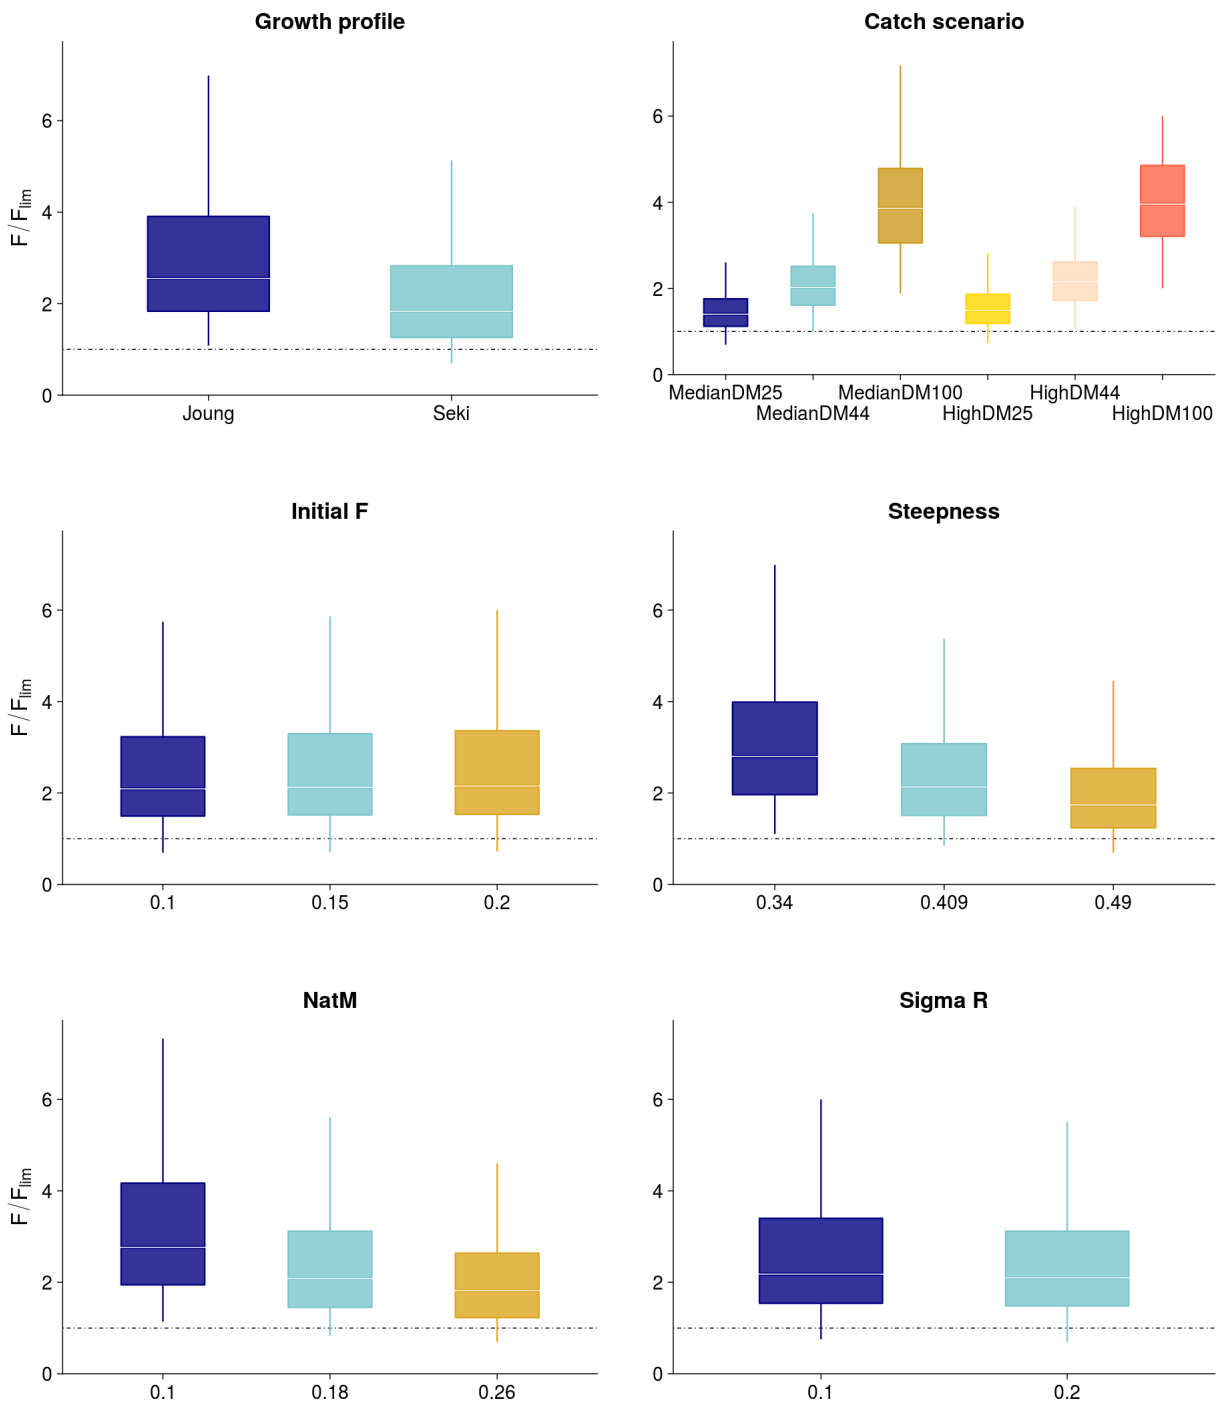 Growth profile
F/Flim
6
4
2
0
Joung Seki
Catch scenario
6
4
2
0
MedianDM25 MedianDM100 HighDM44
MedianDM44 HighDM25 HighDM100
Initial F
F/Flim
6
4
2
0
0.1 0.15 0.2
Steepness
6
4
2
0
0.34 0.409 0.49
NatM
F/Flim
6
4
2
0
0.1 0.18 0.26
Sigma R
6
4
2
0
0.1 0.2